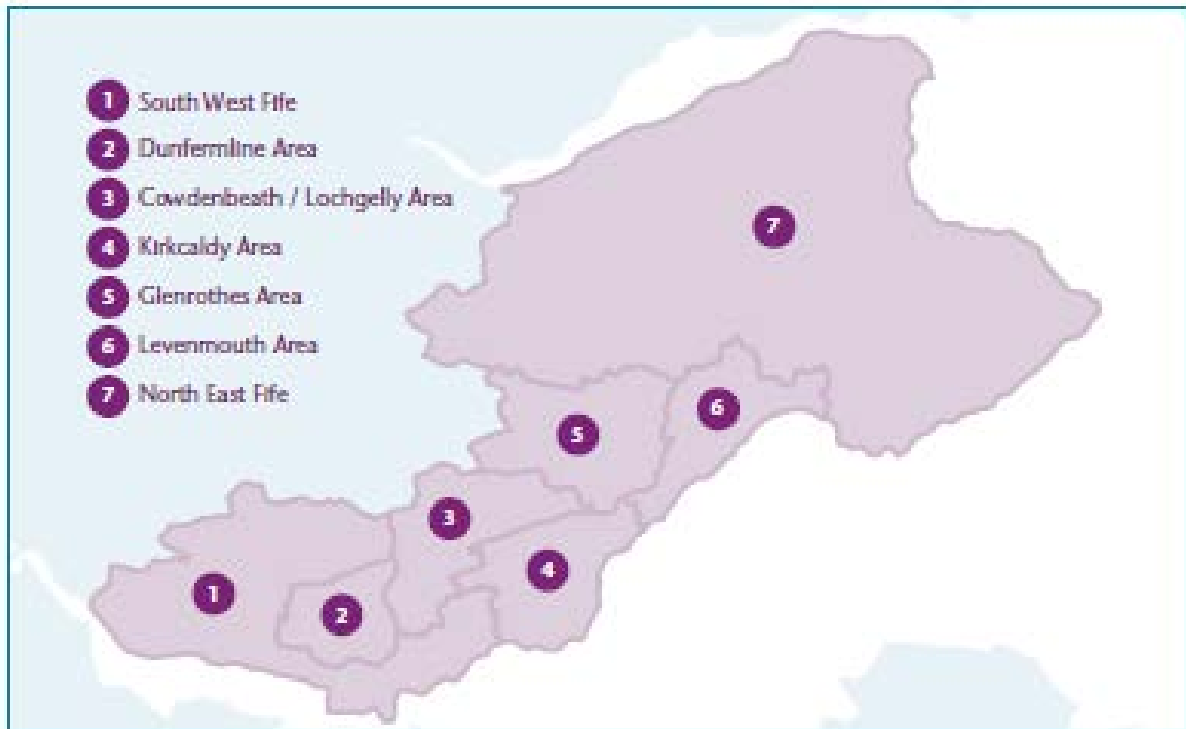 1 South West Fife
2 Dunfermline Area
3 Cowdenbeath / Lochgelly Area
4 Kirkcaldy Area
5 Glenrothes Area
6 Levenmouth Area
7 North East Fife
7
6
5
3
4
1
2